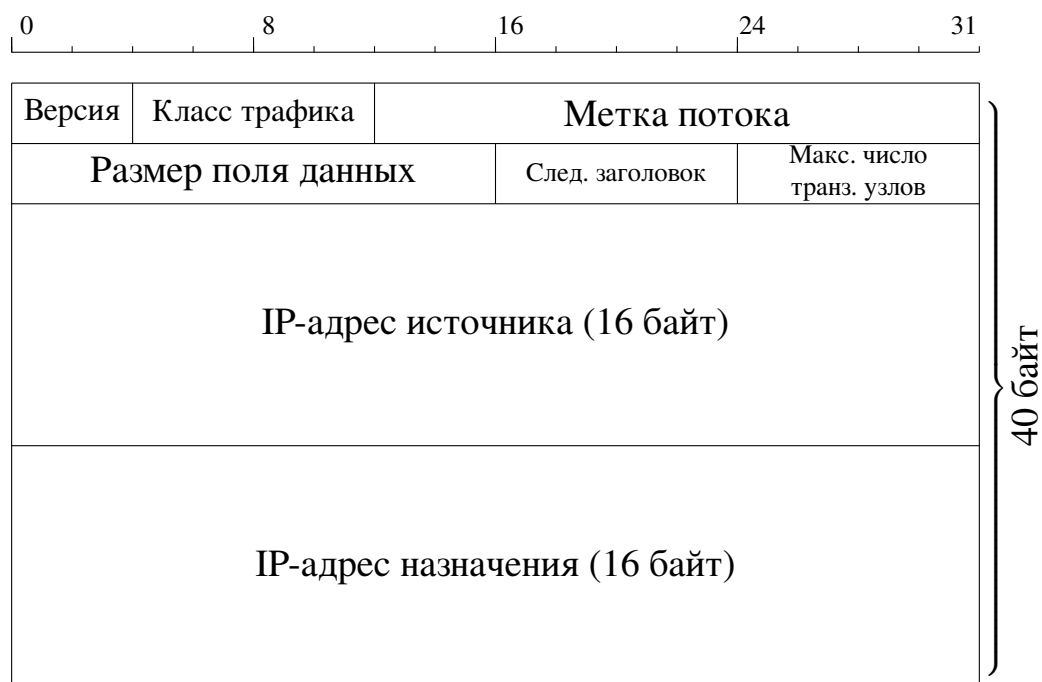 0 8 16 24 31
Версия Класс трафика Метка потока
Размер поля данных След. заголовок Макс. число
транз. узлов
IP-адрес источника (16 байт)
40 байт
IP-адрес назначения (16 байт)